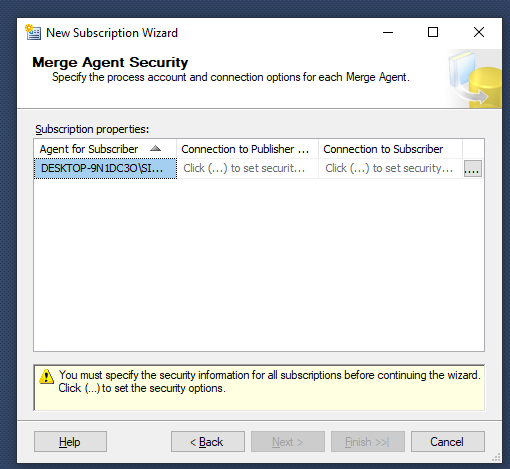 New Subscription Wizard
Merge Agent Security
Specify the process account and connection options for each Merge Agent.
Subscription properties:
Agent for Subscriber Connection to Publisher ... Connection to Subscriber
DESKTOP-9N1DC3O\SI... Click (...) to set securit... Click (...) to set security... ....
You must specify the security information for all subscriptions before continuing the wizard.
Click (...) to set the security options.
Help < Back Next > Finish >>| Cancel